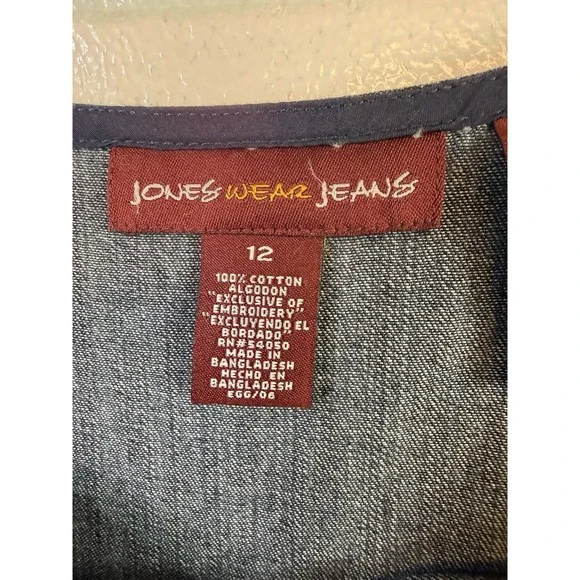 JONES WEAR JEANS
12
100% COTTON
ALGODON
"EXCLUSIVE OF
EMBROIDERY"
"EXCLUYENDO EL
BORDADO"
RN#54050
MADE IN
BANGLADESH
HECHO EN
BANGLADESH
EGG/06